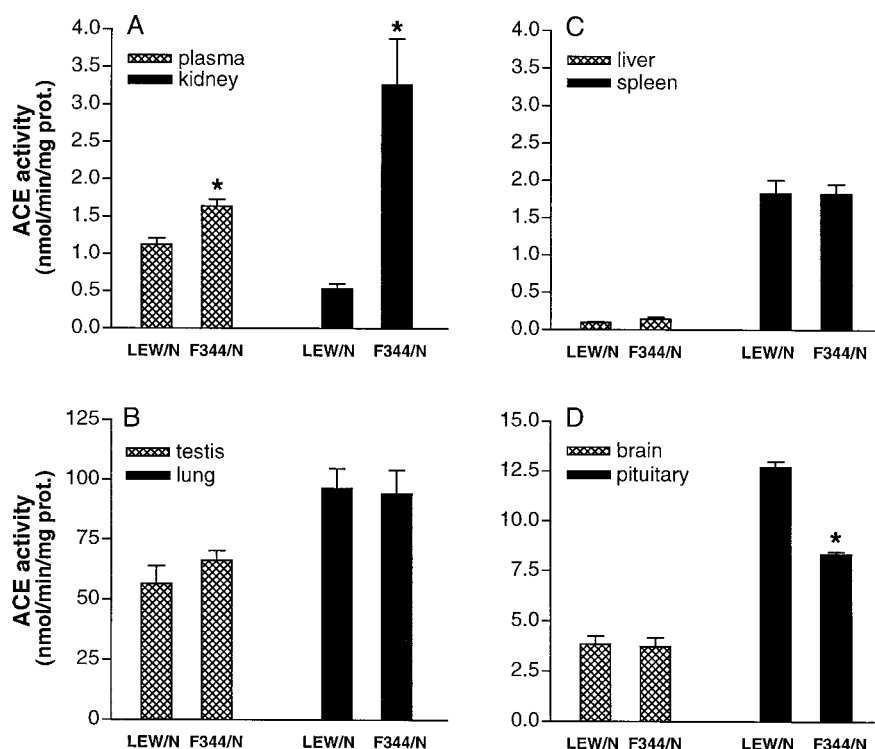 A
plasma
kidney
ACE activity
(nmol/min/mg prot.)
4.0
3.5
3.0
2.5
2.0
1.5
1.0
0.5
0.0
*
*
LEW/N F344/N LEW/N F344/N
C
liver
spleen
4.0
3.5
3.0
2.5
2.0
1.5
1.0
0.5
0.0
LEW/N F344/N LEW/N F344/N
B
testis
lung
ACE activity
(nmol/min/mg prot.)
125
100
75
50
25
0
LEW/N F344/N LEW/N F344/N
D
brain
pituitary
15.0
12.5
10.0
7.5
5.0
2.5
0.0
*
LEW/N F344/N LEW/N F344/N